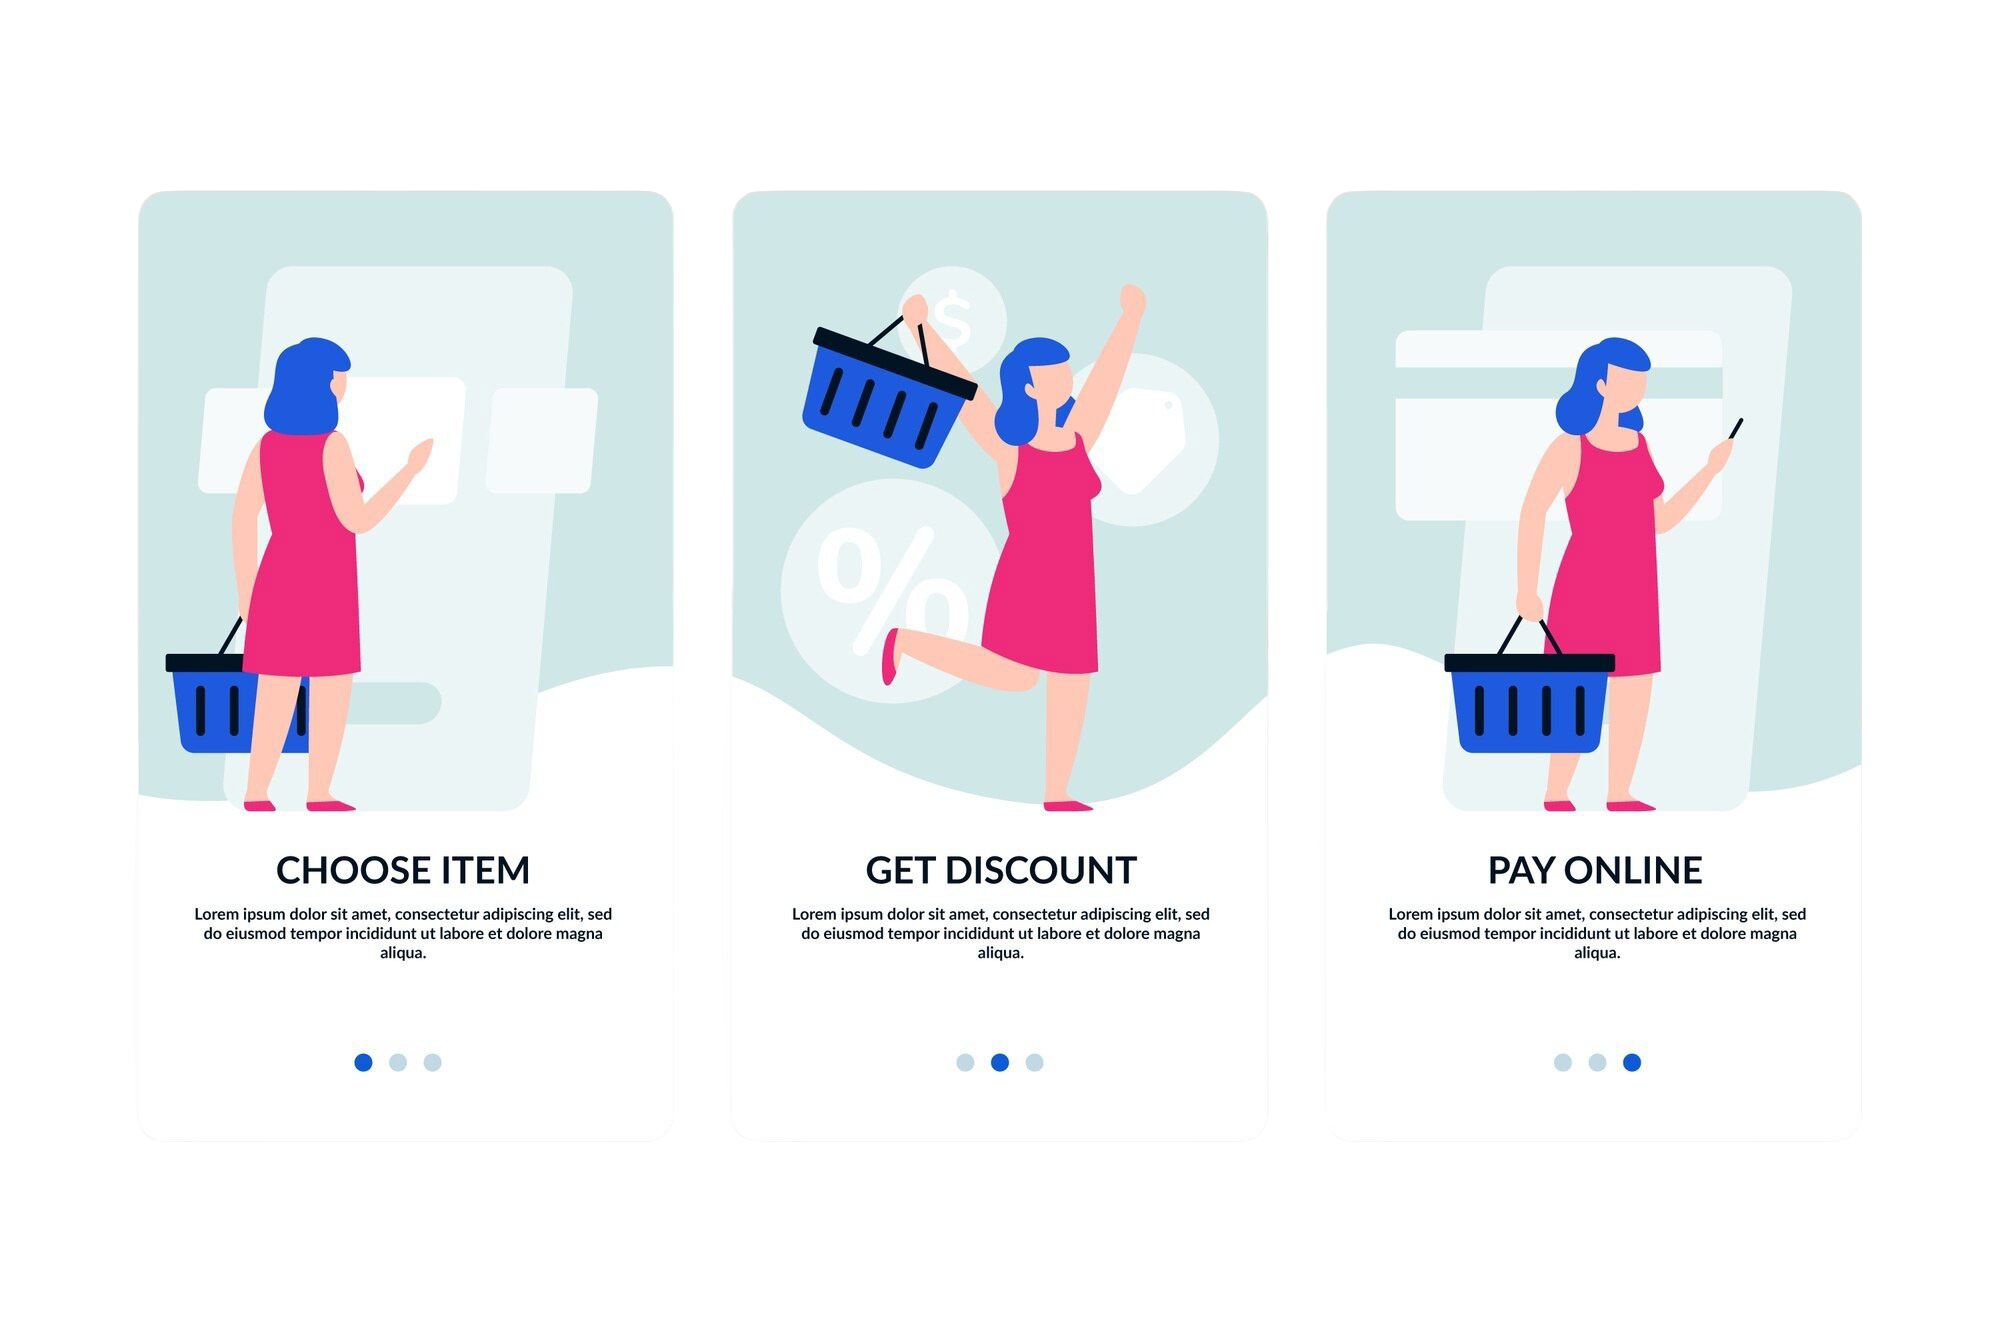 $
%
CHOOSE ITEM
Lorem ipsum dolor sit amet, consectetur adipiscing elit, sed
do eiusmod tempor incididunt ut labore et dolore magna
aliqua.
GET DISCOUNT
Lorem ipsum dolor sit amet, consectetur adipiscing elit, sed
do eiusmod tempor incididunt ut labore et dolore magna
aliqua.
PAY ONLINE
Lorem ipsum dolor sit amet, consectetur adipiscing elit, sed
do eiusmod tempor incididunt ut labore et dolore magna
aliqua.